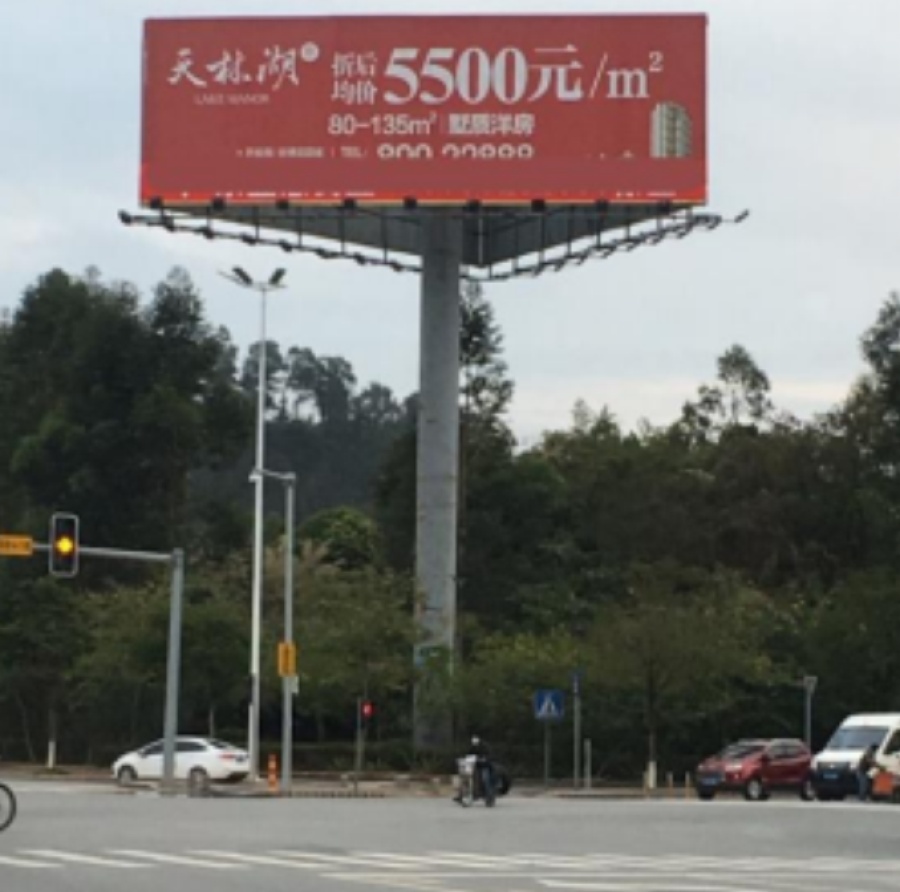 天林湖
LAKE MANOR
折后
均价 5500元/m²
80-135m² 墅质洋房
TEL: